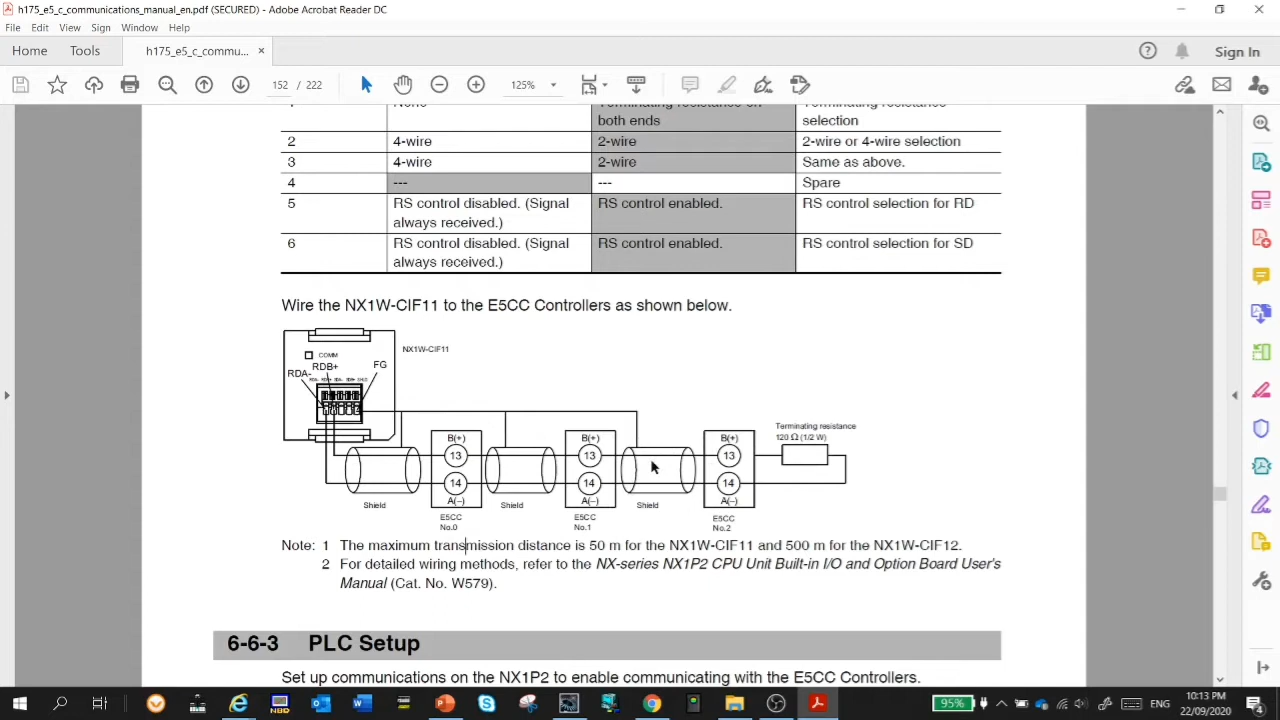 h175_e5_c_communications_manual_en.pdf (SECURED) - Adobe Acrobat Reader DC
File Edit View Sign Window Help
Home Tools h175_e5_c_commu... × Sign In
152 / 222 125%
None Terminating resistance on Terminating resistance
both ends selection
2 4-wire 2-wire 2-wire or 4-wire selection
3 4-wire 2-wire Same as above.
4 --- --- Spare
5 RS control disabled. (Signal RS control enabled. RS control selection for RD
always received.)
6 RS control disabled. (Signal RS control enabled. RS control selection for SD
always received.)
Wire the NX1W-CIF11 to the E5CC Controllers as shown below.
NX1W-CIF11
COMM
RDB+ FG
RDA-
Terminating resistance
120 Ω (1/2 W)
B(+) B(+) B(+)
13 13 13
14 14 14
A(–) A(–) A(–)
Shield Shield Shield
E5CC E5CC E5CC
No.0 No.1 No.2
Note: 1 The maximum transmission distance is 50 m for the NX1W-CIF11 and 500 m for the NX1W-CIF12.
2 For detailed wiring methods, refer to the NX-series NX1P2 CPU Unit Built-in I/O and Option Board User's
Manual (Cat. No. W579).
6-6-3 PLC Setup
Set up communications on the NX1P2 to enable communicating with the E5CC Controllers.
95% ENG 10:13 PM
22/09/2020